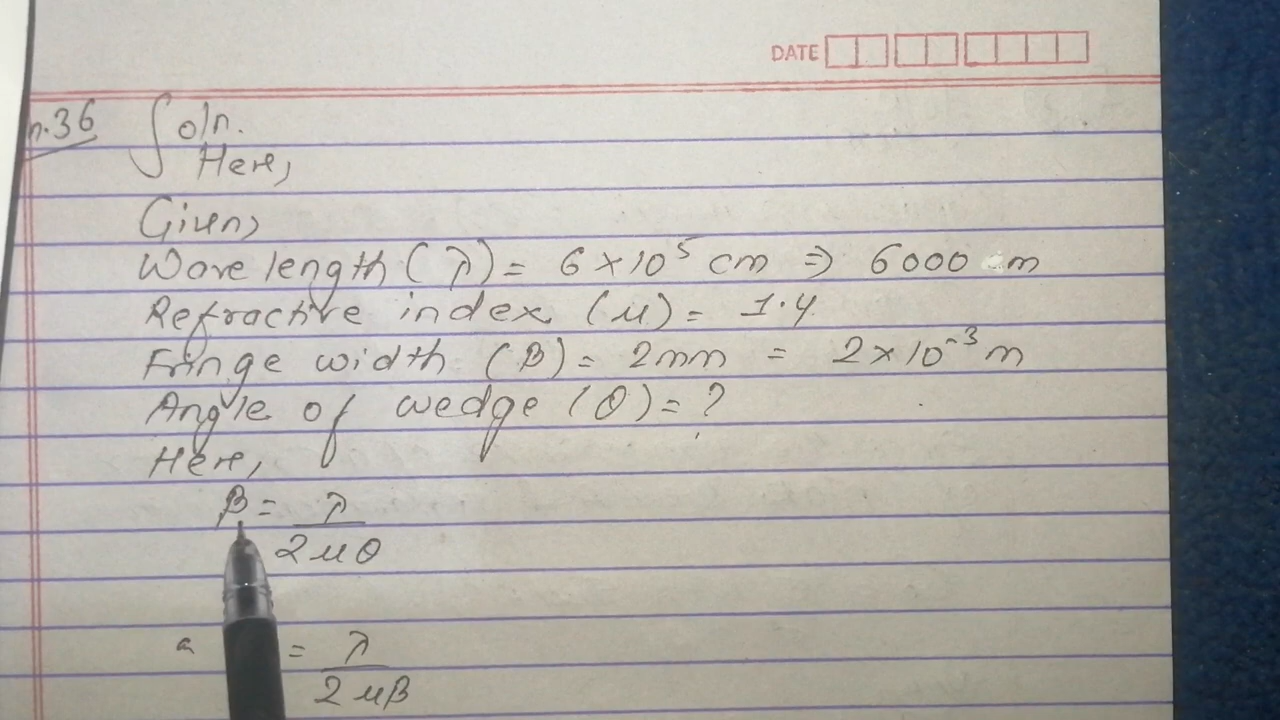 DATE
n.36 Soln.
Here,
Given,
Wave length (λ) = 6×10⁵ cm ⇒ 6000 m
Refractive index (μ) = 1.4
Fringe width (β) = 2mm = 2×10⁻³ m
Angle of wedge (θ) = ?
Here,
β = λ / 2μθ
= λ / 2μβ